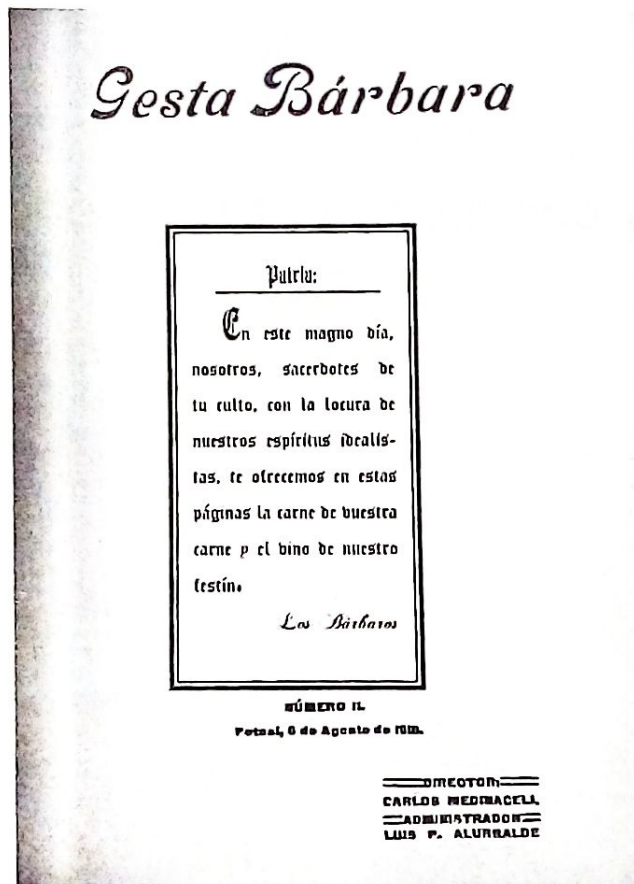 Gesta Bárbara
Patria:
En este magno día,
nosotros, sacerdotes de
tu culto, con la locura de
nuestros espíritus idealis-
tas, te ofrecemos en estas
páginas la carne de vuestra
carne y el vino de nuestro
festín.
Los Bárbaros
NÚMERO II.
Potosí, 6 de Agosto de
DIRECTOR:
CARLOS MEDINACELI,
ADMINISTRADOR
LUIS F. ALURRALDE